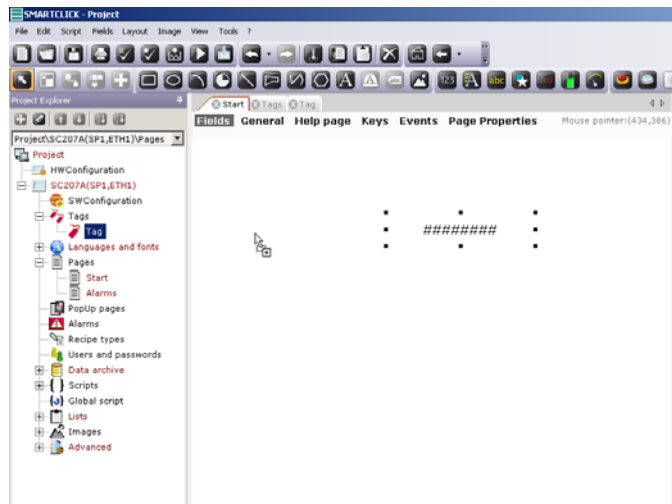 SMARTCLICK - Project
File Edit Script Fields Layout Image View Tools ?
123 A abc
Project Explorer
Start Tags Tag
Fields General Help page Keys Events Page Properties Mouse pointer:(434,386)
Project\SC207A(SP1,ETH1)\Pages
Project
HWConfiguration
SC207A(SP1,ETH1)
SWConfiguration
Tags
Tag
########
Languages and fonts
Pages
Start
Alarms
PopUp pages
Alarms
Recipe types
Users and passwords
Data archive
Scripts
Global script
Lists
Images
Advanced